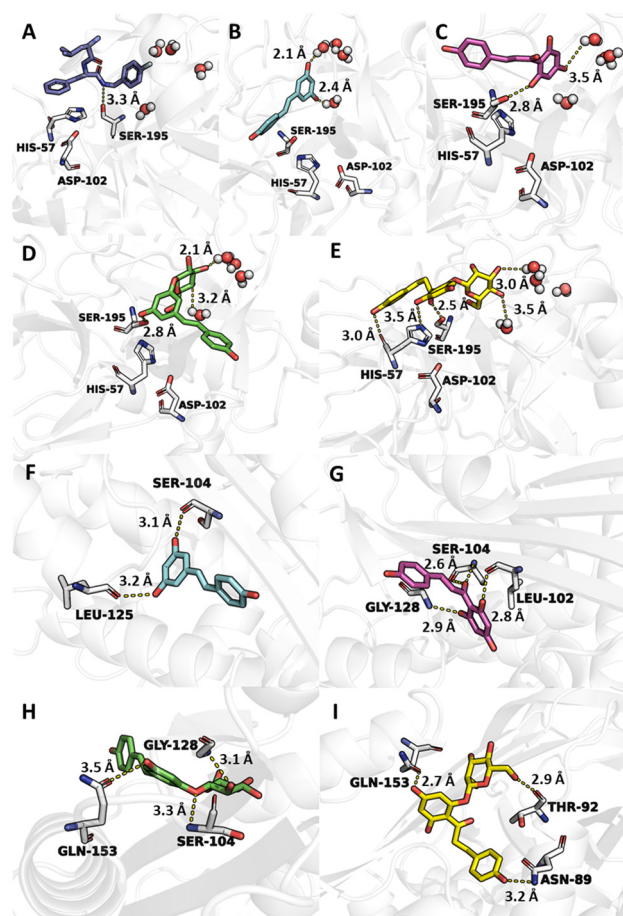 A
3.3 Å
SER-195
HIS-57
ASP-102
B
2.1 Å
2.4 Å
SER-195
HIS-57
ASP-102
C
3.5 Å
SER-195
2.8 Å
HIS-57
ASP-102
D
2.1 Å
3.2 Å
SER-195
2.8 Å
HIS-57
ASP-102
E
3.0 Å
3.5 Å
2.5 Å
3.5 Å
3.0 Å
SER-195
HIS-57
ASP-102
F
SER-104
3.1 Å
3.2 Å
LEU-125
G
SER-104
2.6 Å
LEU-102
GLY-128
2.8 Å
2.9 Å
H
GLY-128
3.1 Å
3.5 Å
3.3 Å
GLN-153
SER-104
I
GLN-153
2.7 Å
2.9 Å
THR-92
ASN-89
3.2 Å